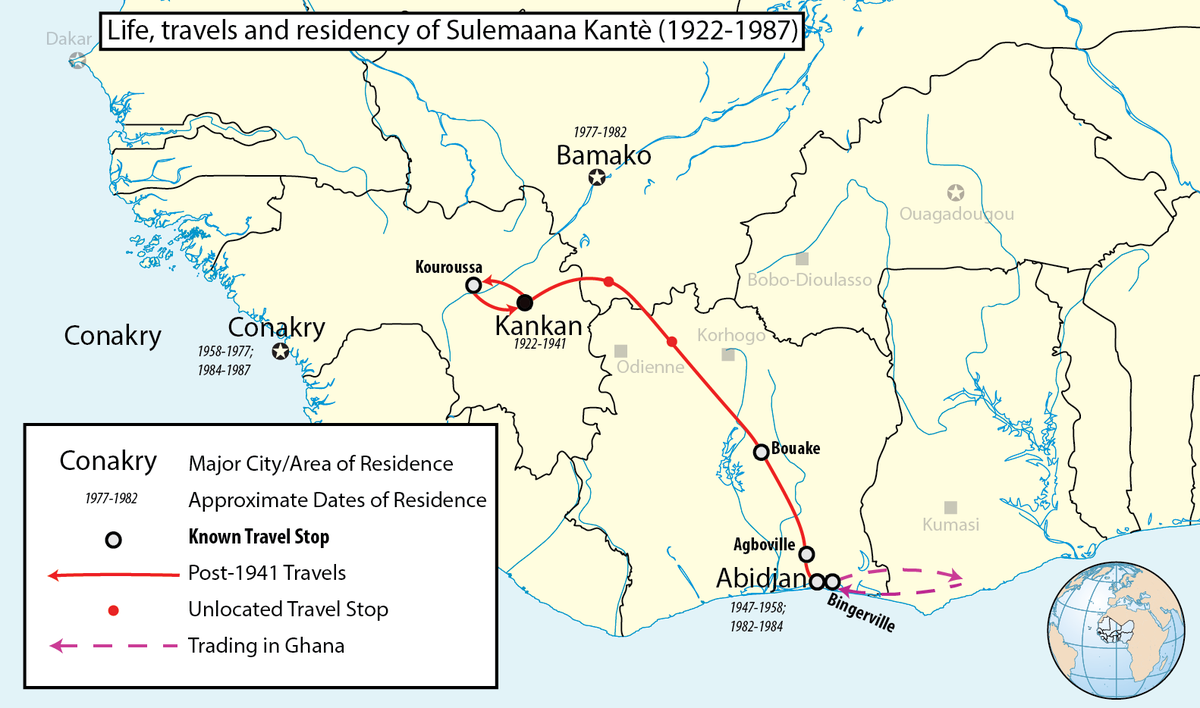 Life, travels and residency of Sulemaana Kantè (1922-1987)
Dakar
1977-1982
Bamako
Ouagadougou
Kouroussa
Bobo-Dioulasso
Kankan
1922-1941
Conakry
Conakry
1958-1977;
1984-1987
Korhogo
Odienne
Bouake
Kumasi
Agboville
Abidjan
Bingerville
1947-1958;
1982-1984
Conakry
Major City/Area of Residence
1977-1982
Approximate Dates of Residence
Known Travel Stop
Post-1941 Travels
Unlocated Travel Stop
Trading in Ghana